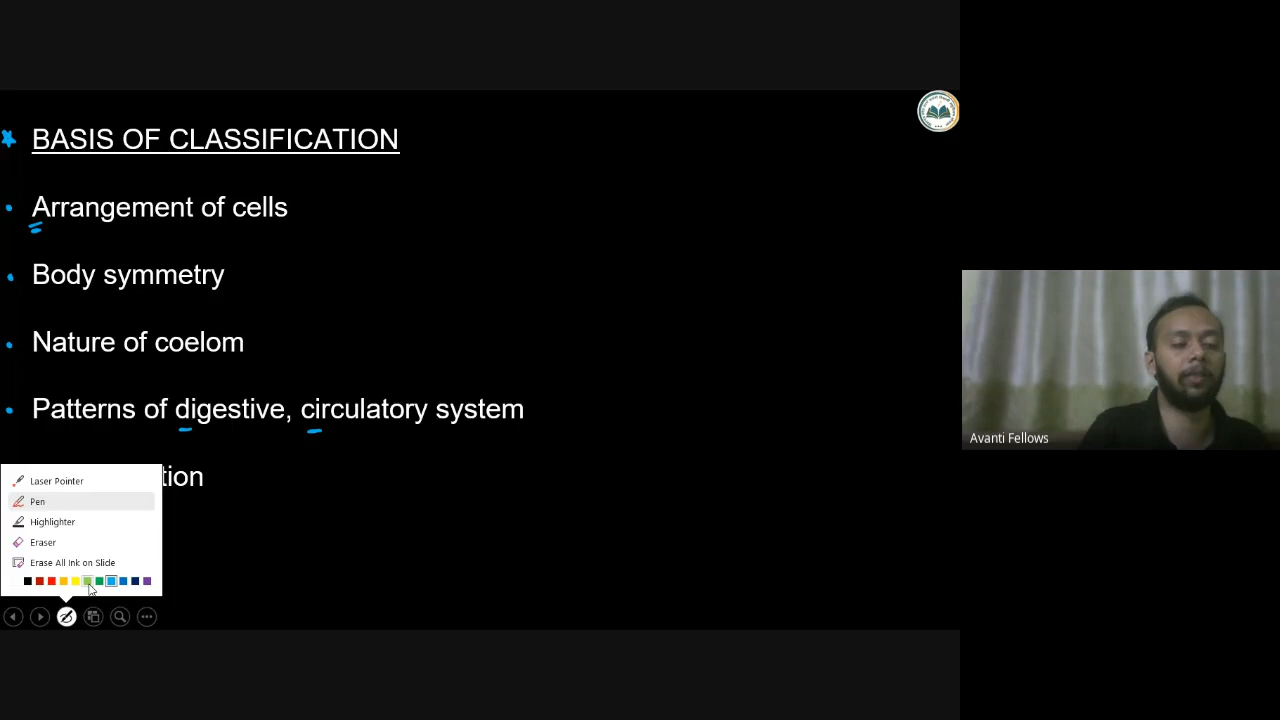 BASIS OF CLASSIFICATION
Arrangement of cells
Body symmetry
Nature of coelom
Patterns of digestive, circulatory system
tion
Laser Pointer
Pen
Highlighter
Eraser
Erase All Ink on Slide
Avanti Fellows